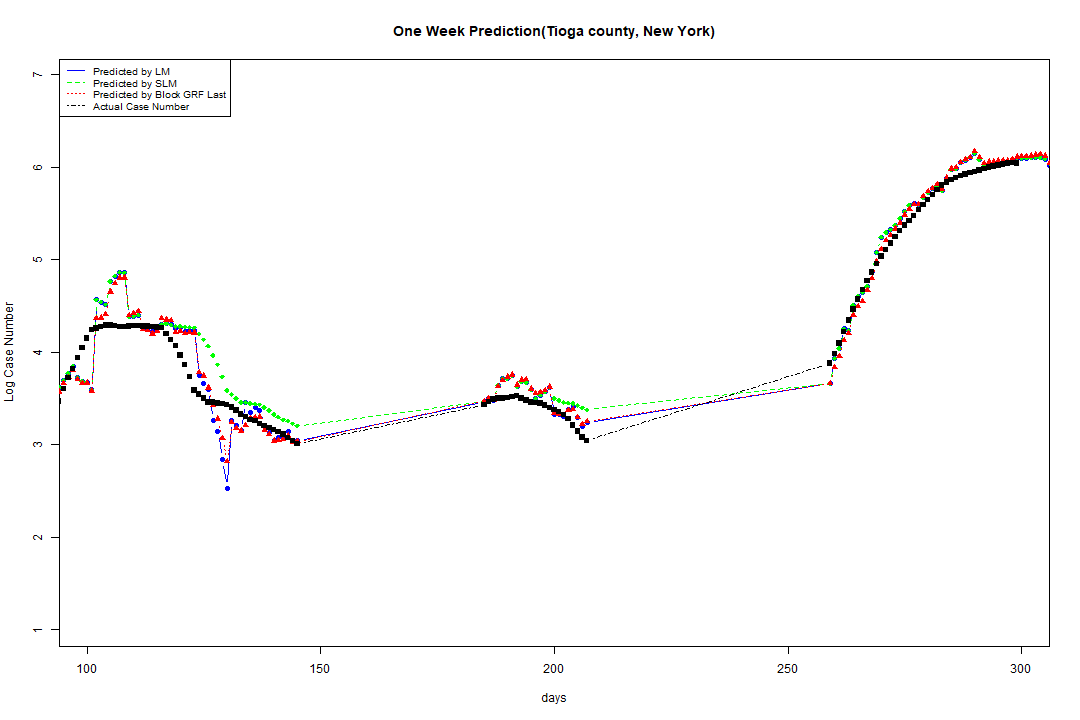 One Week Prediction(Tioga county, New York)
Predicted by LM
Predicted by SLM
Predicted by Block GRF Last
Actual Case Number
7
6
5
4
3
2
1
Log Case Number
100 150 200 250 300
days